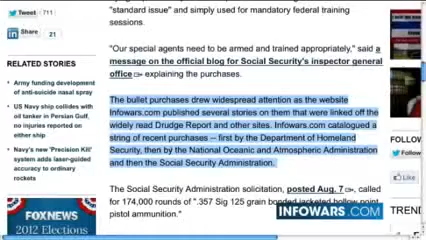 Tweet 711
"standard issue" and simply used for mandatory federal training
sessions.
Share 21
"Our special agents need to be armed and trained appropriately," said a
message on the official blog for Social Security's inspector general
office explaining the purchases.
RELATED STORIES
Army funding development
of anti-suicide nasal spray
US Navy ship collides with
oil tanker in Persian Gulf,
no injuries reported on
either ship
Navy's new 'Precision Kill'
system adds laser-guided
accuracy to ordinary
rockets
The bullet purchases drew widespread attention as the website
Infowars.com published several stories on them that were linked off the
widely read Drudge Report and other sites. Infowars.com catalogued a
string of recent purchases -- first by the Department of Homeland
Security, then by the National Oceanic and Atmospheric Administration
and then the Social Security Administration.
The Social Security Administration solicitation, posted Aug. 7, called
for 174,000 rounds of ".357 Sig 125 grain bonded jacketed hollow point
pistol ammunition."
FOX NEWS
2012 Elections
FOLLOW
Like
FOLLOW
INFOWARS.COM